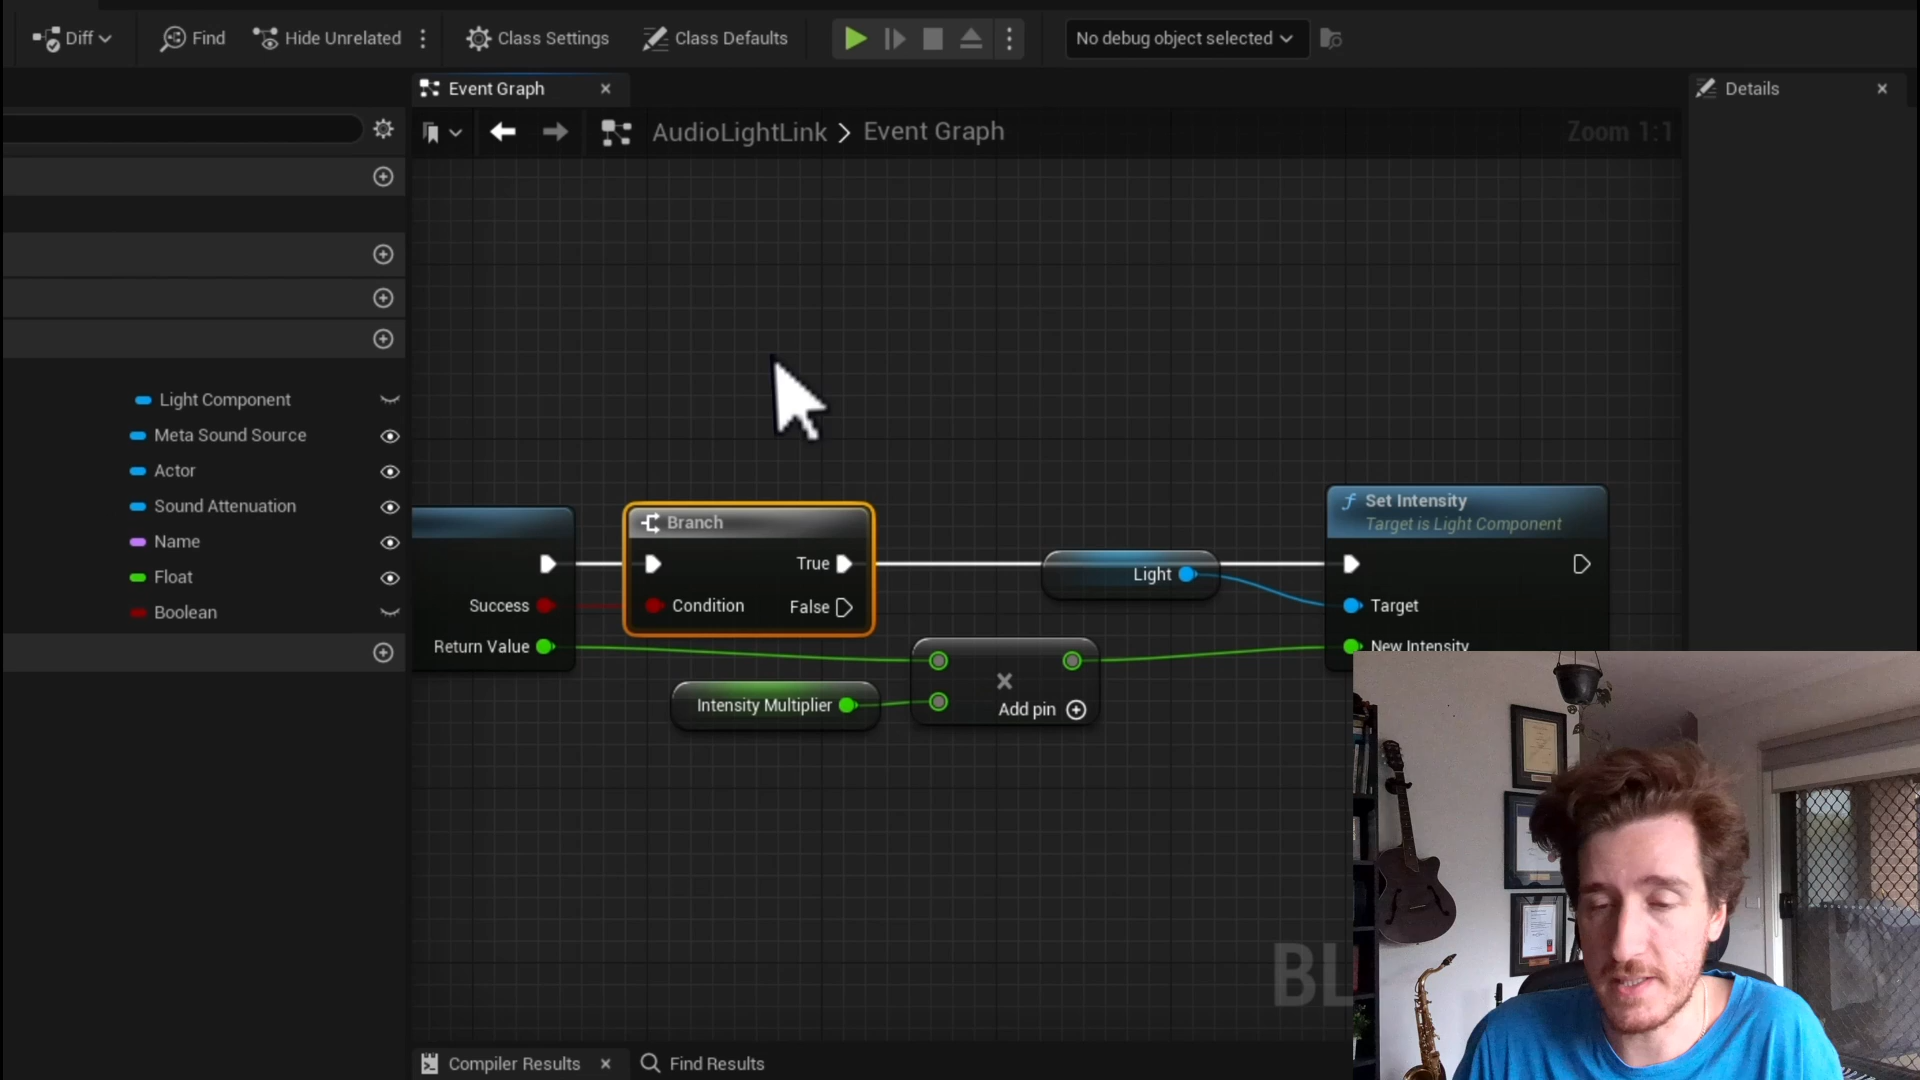 Diff
Find
Hide Unrelated
Class Settings
Class Defaults
No debug object selected
Event Graph
Details
AudioLightLink > Event Graph
Zoom 1:1
Light Component
Meta Sound Source
Actor
Sound Attenuation
Name
Float
Boolean
Success
Return Value
Branch
True
Condition
False
Light
Set Intensity
Target is Light Component
Target
New Intensity
Intensity Multiplier
Add pin
BL
Compiler Results
Find Results